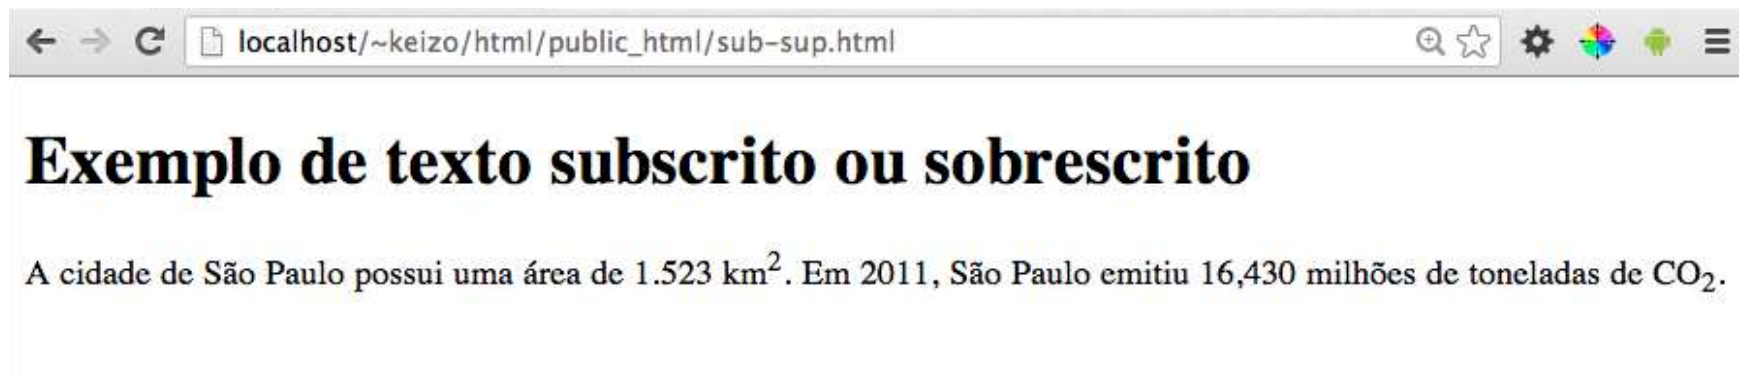 localhost/~keizo/html/public_html/sub-sup.html
Exemplo de texto subscrito ou sobrescrito
A cidade de São Paulo possui uma área de 1.523 km². Em 2011, São Paulo emitiu 16,430 milhões de toneladas de CO₂.